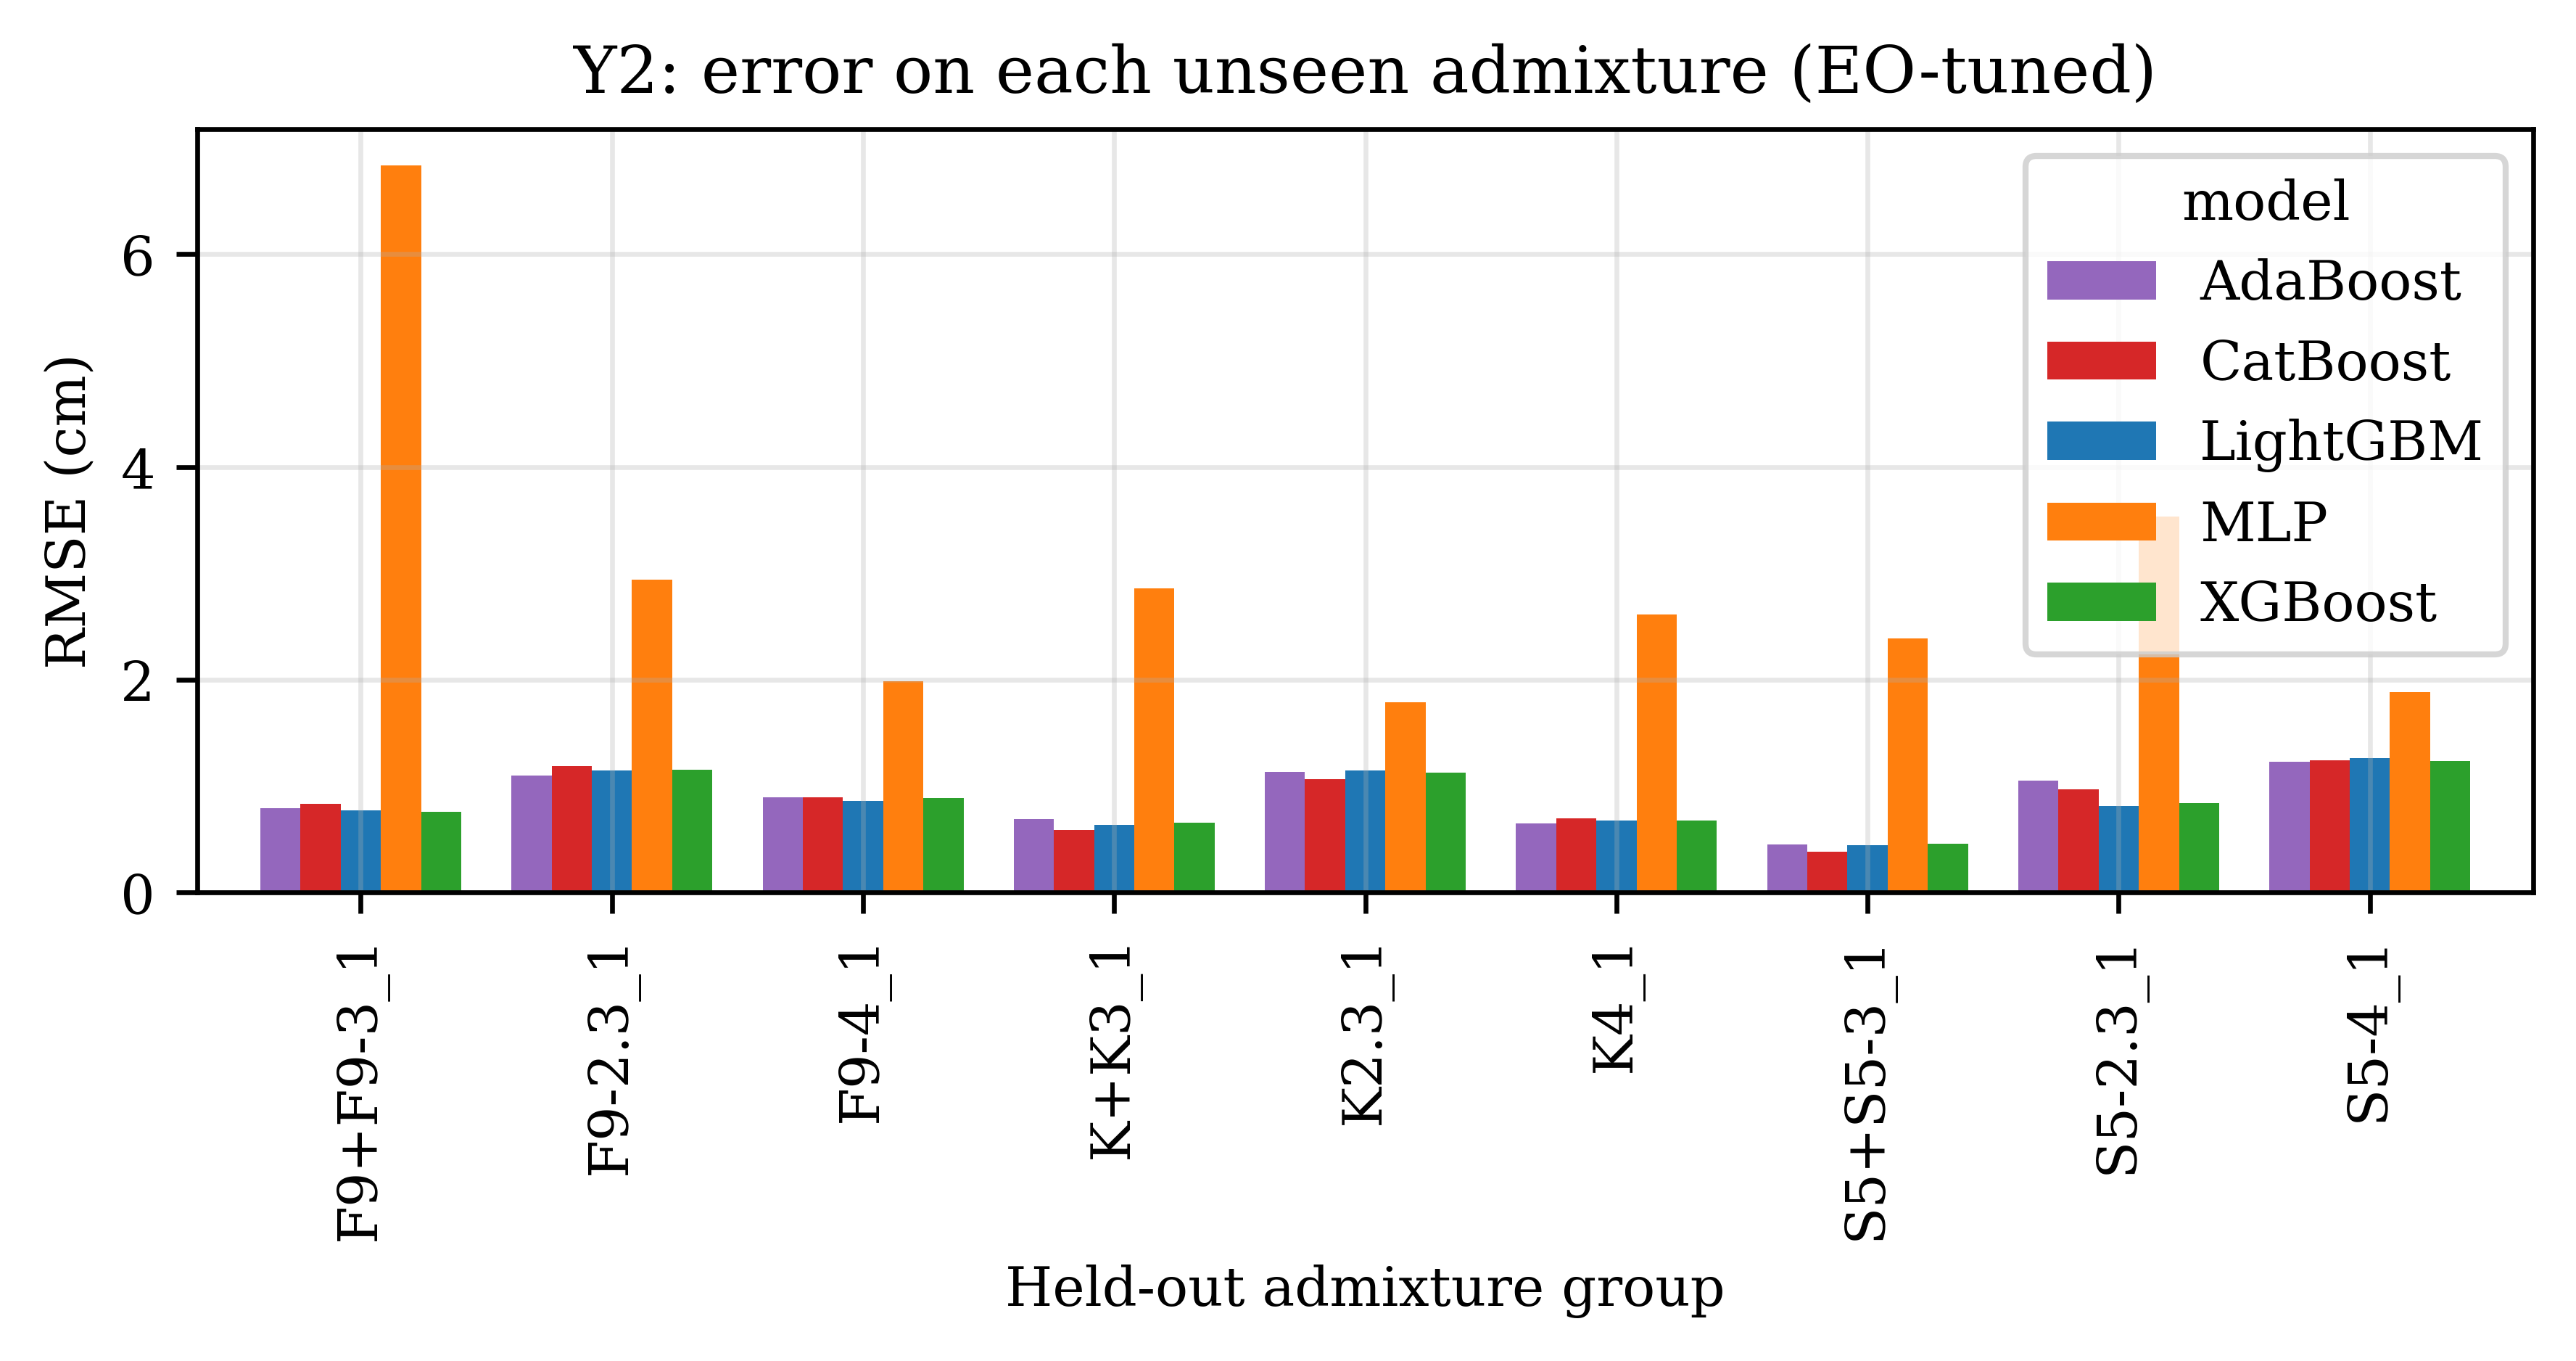 Y2: error on each unseen admixture (EO-tuned)
RMSE (cm)
6
4
2
0
model
AdaBoost
CatBoost
LightGBM
MLP
XGBoost
F9+F9-3_1
F9-2.3_1
F9-4_1
K+K3_1
K2.3_1
K4_1
S5+S5-3_1
S5-2.3_1
S5-4_1
Held-out admixture group